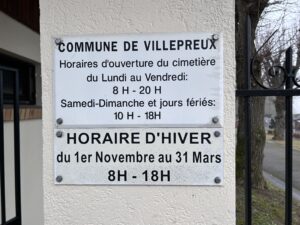 COMMUNE DE VILLEPREUX
Horaires d'ouverture du cimetière
du Lundi au Vendredi:
8 H - 20 H
Samedi-Dimanche et jours fériés:
10 H - 18H
HORAIRE D'HIVER
du 1er Novembre au 31 Mars
8H - 18H